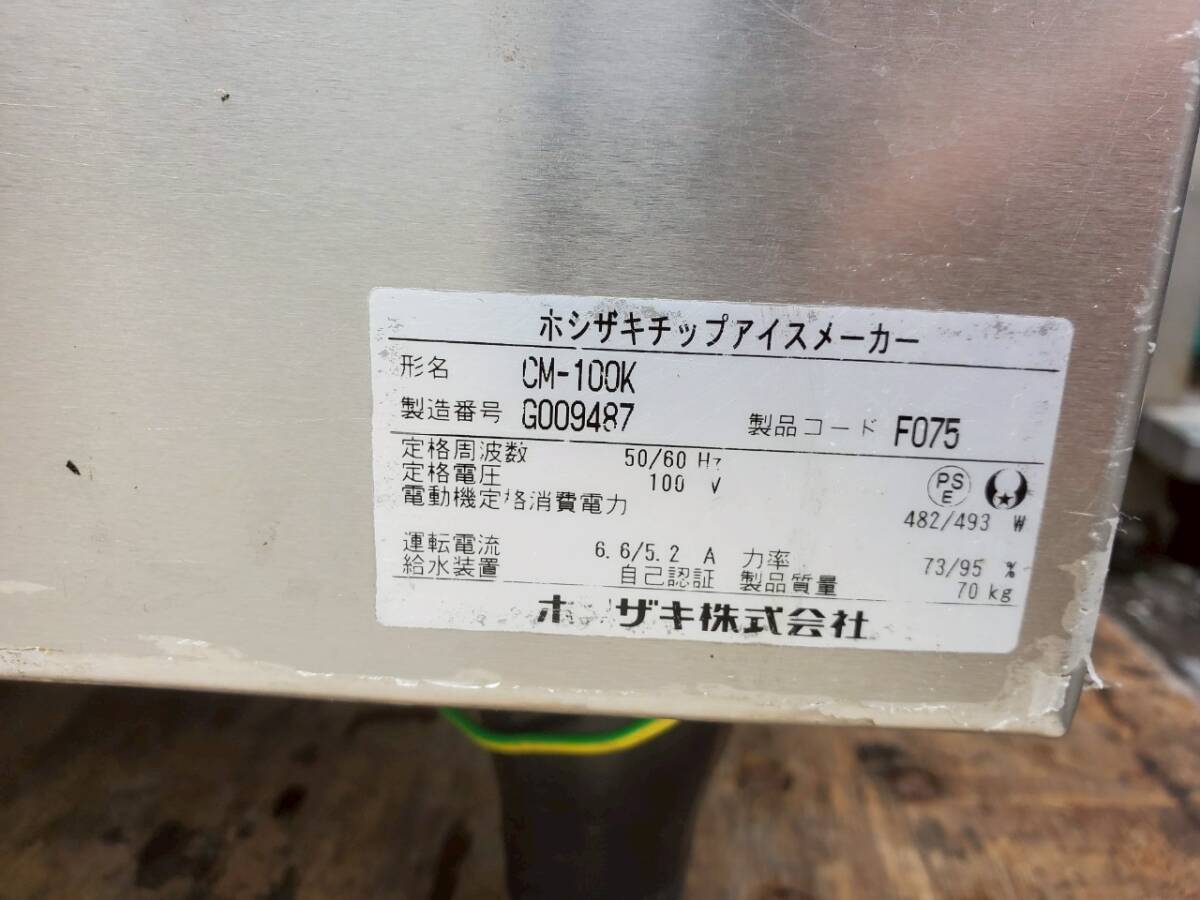 ホシザキチップアイスメーカー
形名 CM-100K
製造番号 G009487 製品コード F075
定格周波数 50/60 Hz
定格電圧 100 V
PSE
電動機定格消費電力 482/493 W
運転電流 6.6/5.2 A 力率 73/95 %
給水装置 自己認証 製品質量 70 kg
ホシザキ株式会社